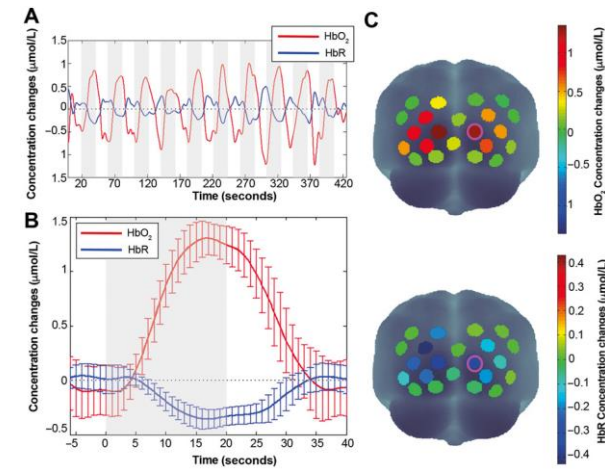 A
HbO₂
HbR
Concentration changes (μmol/L)
1.5
1
0.5
0
0.5
1
1.5
20 70 120 170 220 270 320 370 420
Time (seconds)
B
HbO₂
HbR
Concentration changes (μmol/L)
1.5
1
0.5
0
−0.5
−5 0 5 10 15 20 25 30 35 40
Time (seconds)
C
1
0.5
0
−0.5
1
HbO₂ Concentration changes (μmol/L)
0.4
0.3
0.2
0.1
0
−0.1
−0.2
−0.3
−0.4
HbR Concentration changes (μmol/L)